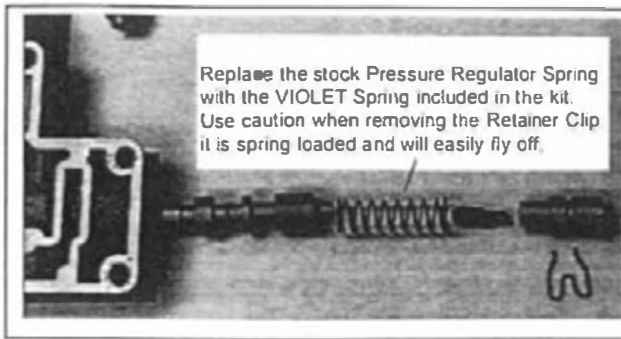 Replace the stock Pressure Regulator Spring
with the VIOLET Spring included in the kit.
Use caution when removing the Retainer Clip
it is spring loaded and will easily fly off.